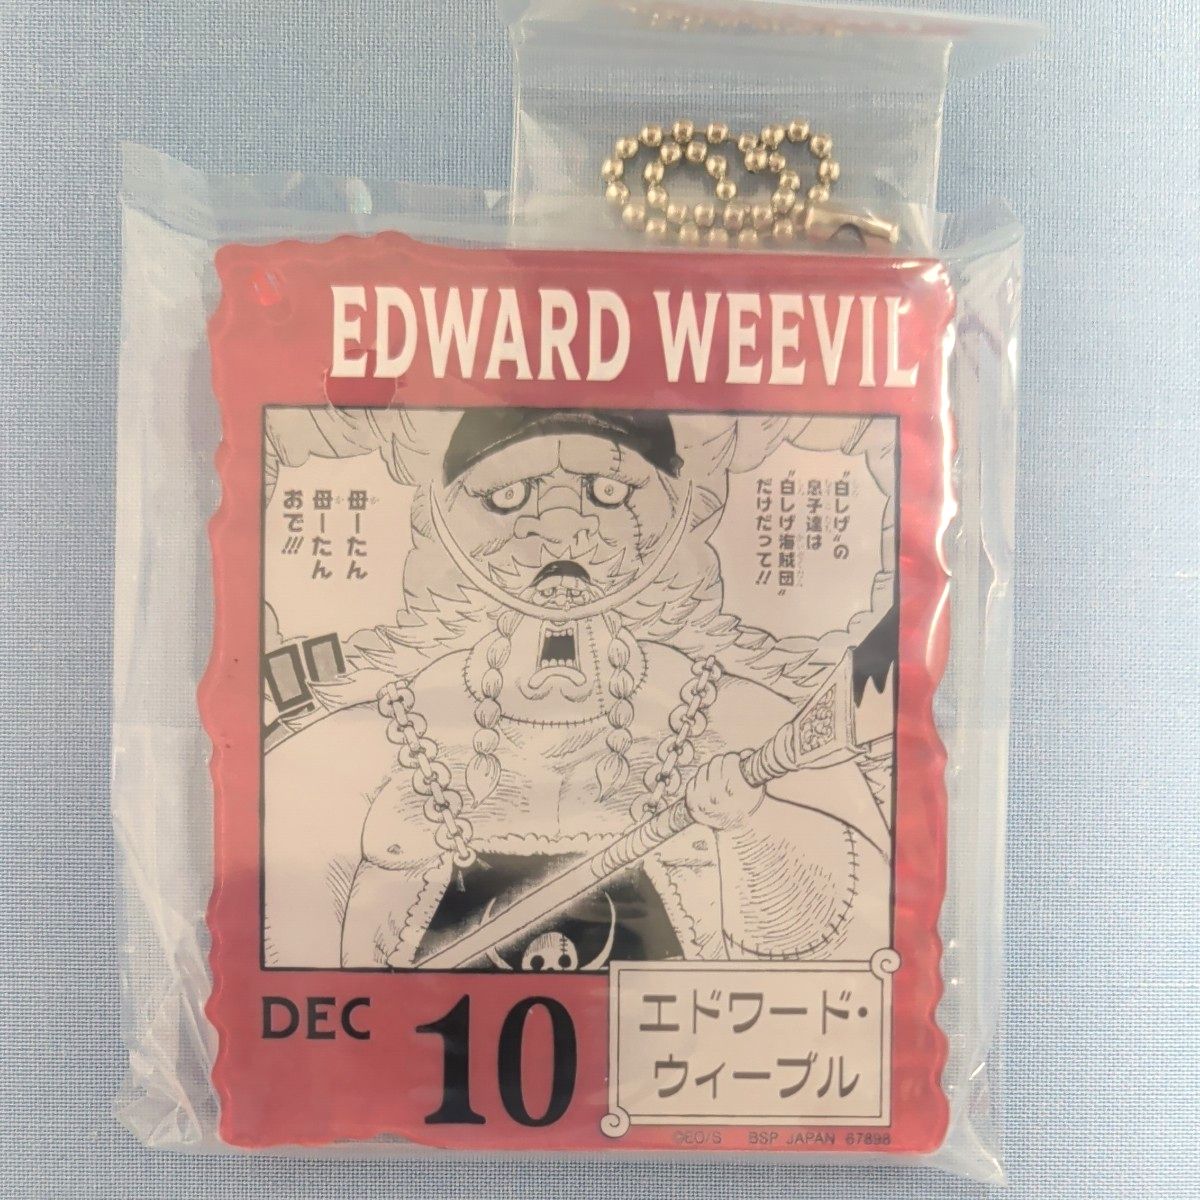 EDWARD WEEVIL
"白ひげ"の
息子達は
"白ひげ海賊団"
だけだって!!
母ーたん
母ーたん
おで!!!
DEC 10
エドワード・
ウィーブル
©EO/S BSP JAPAN 67898